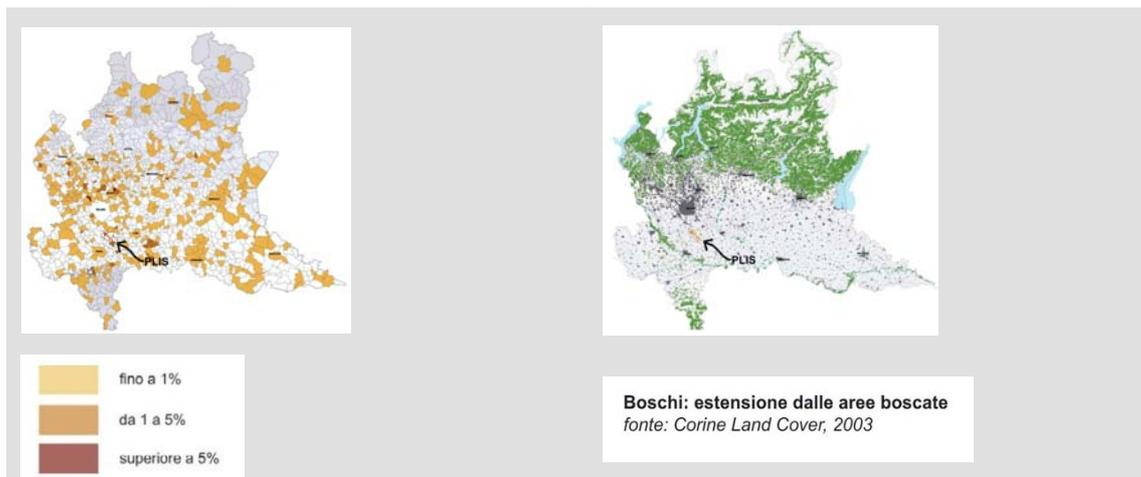 PLIS
fino a 1%
da 1 a 5%
superiore a 5%
PLIS
Boschi: estensione dalle aree boscate
fonte: Corine Land Cover, 2003